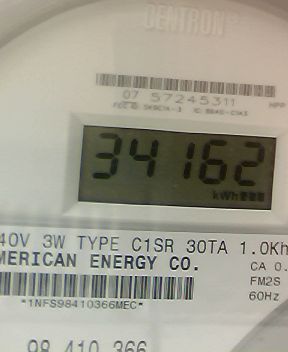 CENTRON®
07 57245311
34162
kWh
40V 3W TYPE C1SR 30TA 1.0Kh
MERICAN ENERGY CO.
CA 0.
FM2S
60Hz
*1NFS98410366MEC*
98 410 366